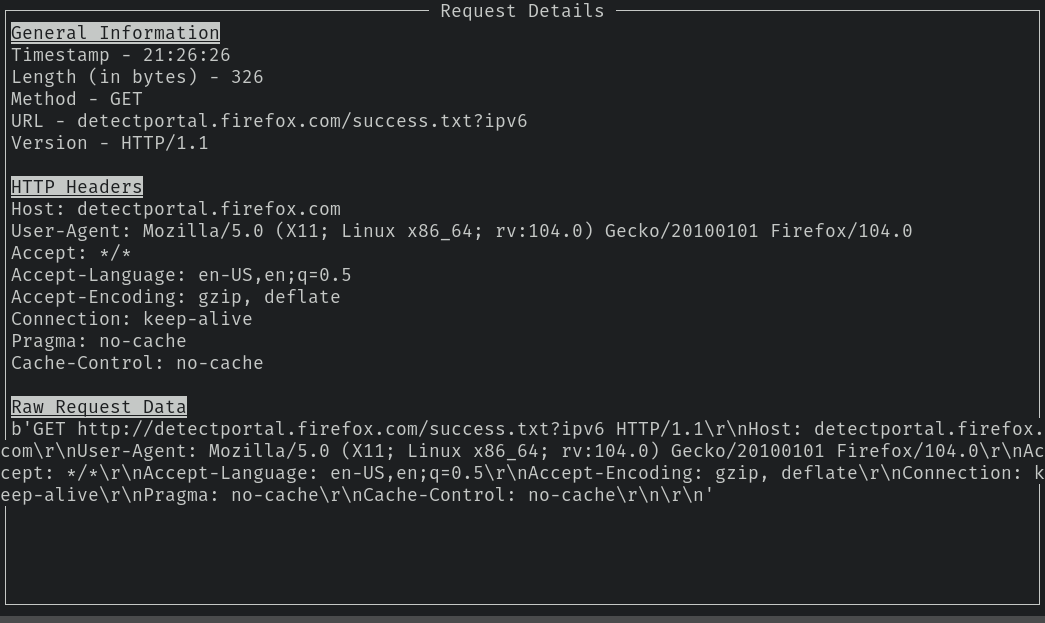 Request Details
General Information
Timestamp - 21:26:26
Length (in bytes) - 326
Method - GET
URL - detectportal.firefox.com/success.txt?ipv6
Version - HTTP/1.1
HTTP Headers
Host: detectportal.firefox.com
User-Agent: Mozilla/5.0 (X11; Linux x86_64; rv:104.0) Gecko/20100101 Firefox/104.0
Accept: */*
Accept-Language: en-US,en;q=0.5
Accept-Encoding: gzip, deflate
Connection: keep-alive
Pragma: no-cache
Cache-Control: no-cache
Raw Request Data
b'GET http://detectportal.firefox.com/success.txt?ipv6 HTTP/1.1\r\nHost: detectportal.firefox.
com\r\nUser-Agent: Mozilla/5.0 (X11; Linux x86_64; rv:104.0) Gecko/20100101 Firefox/104.0\r\nAc
cept: */*\r\nAccept-Language: en-US,en;q=0.5\r\nAccept-Encoding: gzip, deflate\r\nConnection: k
eep-alive\r\nPragma: no-cache\r\nCache-Control: no-cache\r\n\r\n'